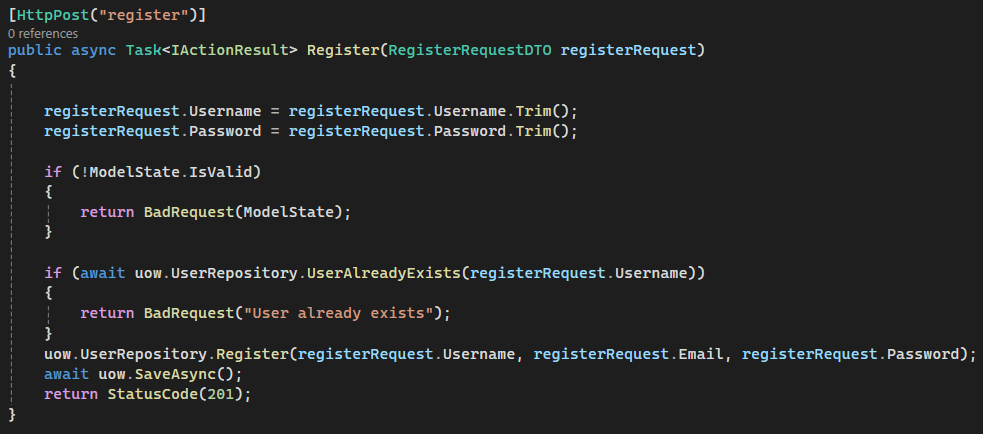 [HttpPost("register")]
0 references
public async Task<IActionResult> Register(RegisterRequestDTO registerRequest)
{
registerRequest.Username = registerRequest.Username.Trim();
registerRequest.Password = registerRequest.Password.Trim();
if (!ModelState.IsValid)
{
return BadRequest(ModelState);
}
if (await uow.UserRepository.UserAlreadyExists(registerRequest.Username))
{
return BadRequest("User already exists");
}
uow.UserRepository.Register(registerRequest.Username, registerRequest.Email, registerRequest.Password);
await uow.SaveAsync();
return StatusCode(201);
}